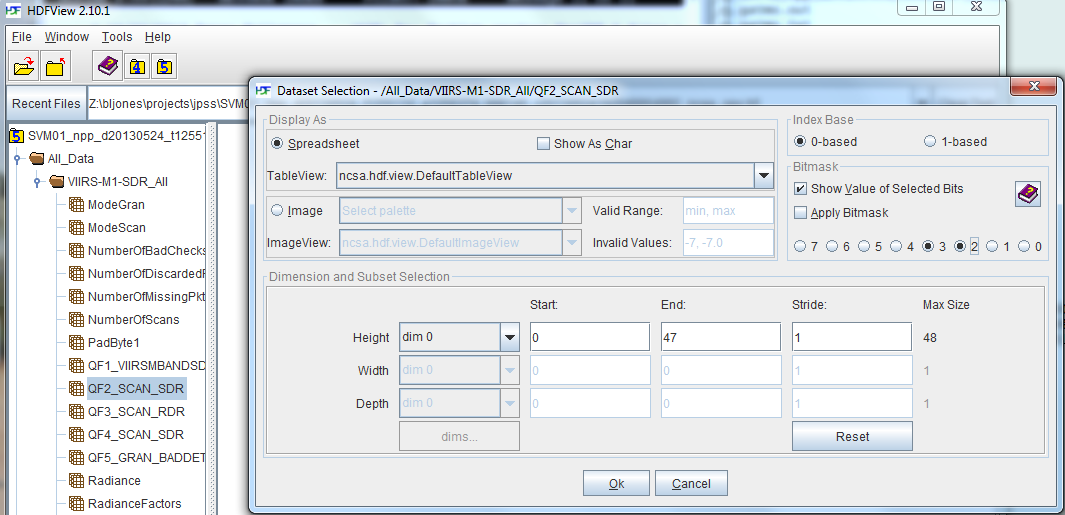 HDFView 2.10.1
File Window Tools Help
Recent Files Z:\bljones\projects\jpss\SVM0
SVM01_npp_d20130524_t12551
All_Data
VIIRS-M1-SDR_All
ModeGran
ModeScan
NumberOfBadChecks
NumberOfDiscardedF
NumberOfMissingPkt
NumberOfScans
PadByte1
QF1_VIIRSMBANDSD
QF2_SCAN_SDR
QF3_SCAN_RDR
QF4_SCAN_SDR
QF5_GRAN_BADDET
Radiance
RadianceFactors
Dataset Selection - /All_Data/VIIRS-M1-SDR_All/QF2_SCAN_SDR
Display As
Spreadsheet Show As Char
TableView: ncsa.hdf.view.DefaultTableView
Image Select palette Valid Range: min, max
ImageView: ncsa.hdf.view.DefaultImageView Invalid Values: -7, -7.0
Index Base
0-based 1-based
Bitmask
Show Value of Selected Bits
Apply Bitmask
7 6 5 4 3 2 1 0
Dimension and Subset Selection
Start: End: Stride: Max Size
Height dim 0 0 47 1 48
Width dim 0 0 0 1 1
Depth dim 0 0 0 1 1
dims... Reset
Ok Cancel